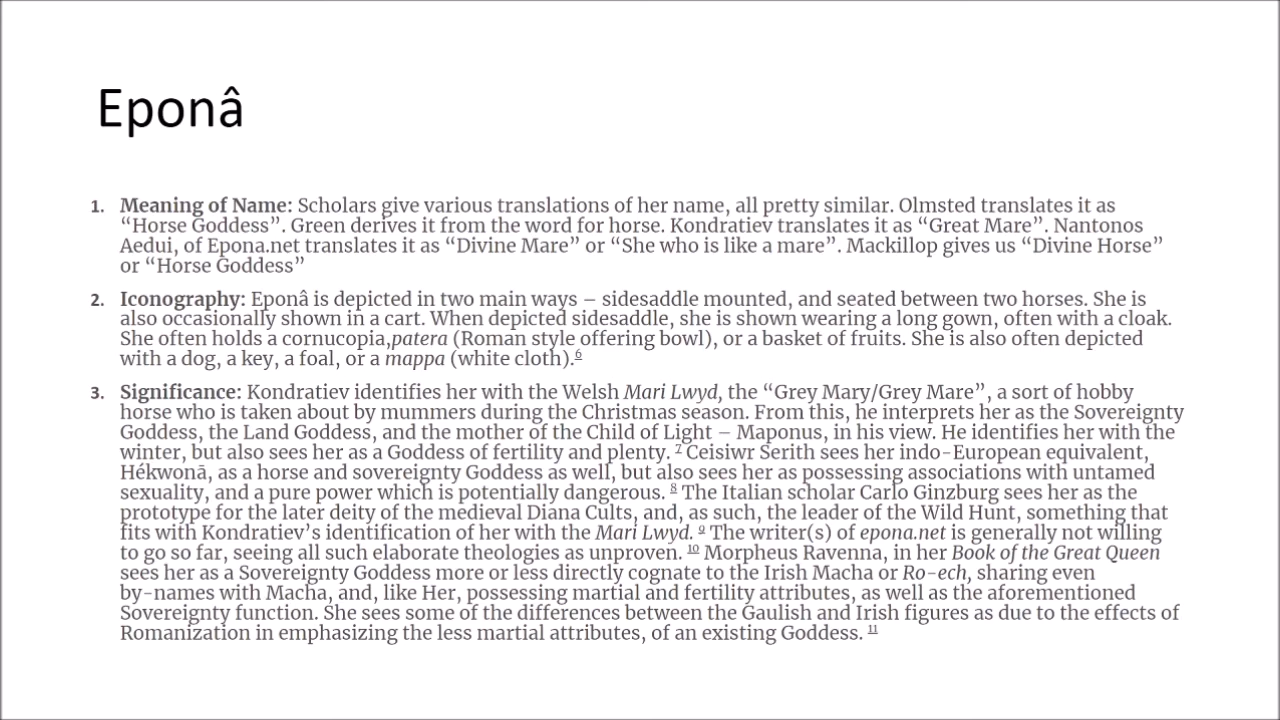 Eponâ
1. Meaning of Name: Scholars give various translations of her name, all pretty similar. Olmsted translates it as
“Horse Goddess”. Green derives it from the word for horse. Kondratiev translates it as “Great Mare”. Nantonos
Aedui, of Epona.net translates it as “Divine Mare” or “She who is like a mare”. Mackillop gives us “Divine Horse”
or “Horse Goddess”
2. Iconography: Eponâ is depicted in two main ways – sidesaddle mounted, and seated between two horses. She is
also occasionally shown in a cart. When depicted sidesaddle, she is shown wearing a long gown, often with a cloak.
She often holds a cornucopia,patera (Roman style offering bowl), or a basket of fruits. She is also often depicted
with a dog, a key, a foal, or a mappa (white cloth).6
3. Significance: Kondratiev identifies her with the Welsh Mari Lwyd, the “Grey Mary/Grey Mare”, a sort of hobby
horse who is taken about by mummers during the Christmas season. From this, he interprets her as the Sovereignty
Goddess, the Land Goddess, and the mother of the Child of Light – Maponus, in his view. He identifies her with the
winter, but also sees her as a Goddess of fertility and plenty. 7 Ceisiwr Serith sees her indo-European equivalent,
Hékwonā, as a horse and sovereignty Goddess as well, but also sees her as possessing associations with untamed
sexuality, and a pure power which is potentially dangerous. 8 The Italian scholar Carlo Ginzburg sees her as the
prototype for the later deity of the medieval Diana Cults, and, as such, the leader of the Wild Hunt, something that
fits with Kondratiev’s identification of her with the Mari Lwyd. 9 The writer(s) of epona.net is generally not willing
to go so far, seeing all such elaborate theologies as unproven. 10 Morpheus Ravenna, in her Book of the Great Queen
sees her as a Sovereignty Goddess more or less directly cognate to the Irish Macha or Ro-ech, sharing even
by-names with Macha, and, like Her, possessing martial and fertility attributes, as well as the aforementioned
Sovereignty function. She sees some of the differences between the Gaulish and Irish figures as due to the effects of
Romanization in emphasizing the less martial attributes, of an existing Goddess. 11